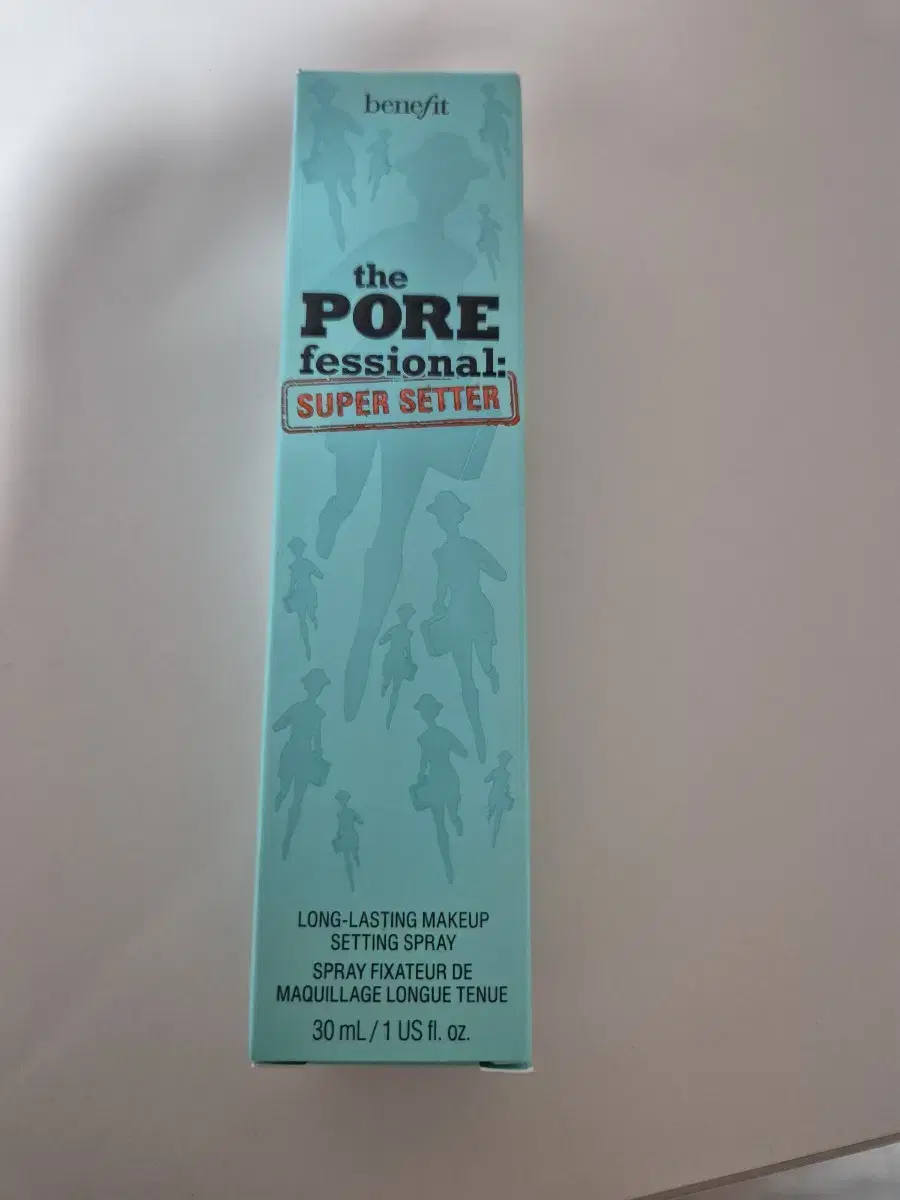 benefit
the
PORE
fessional:
SUPER SETTER
LONG-LASTING MAKEUP
SETTING SPRAY
SPRAY FIXATEUR DE
MAQUILLAGE LONGUE TENUE
30 mL / 1 US fl. oz.